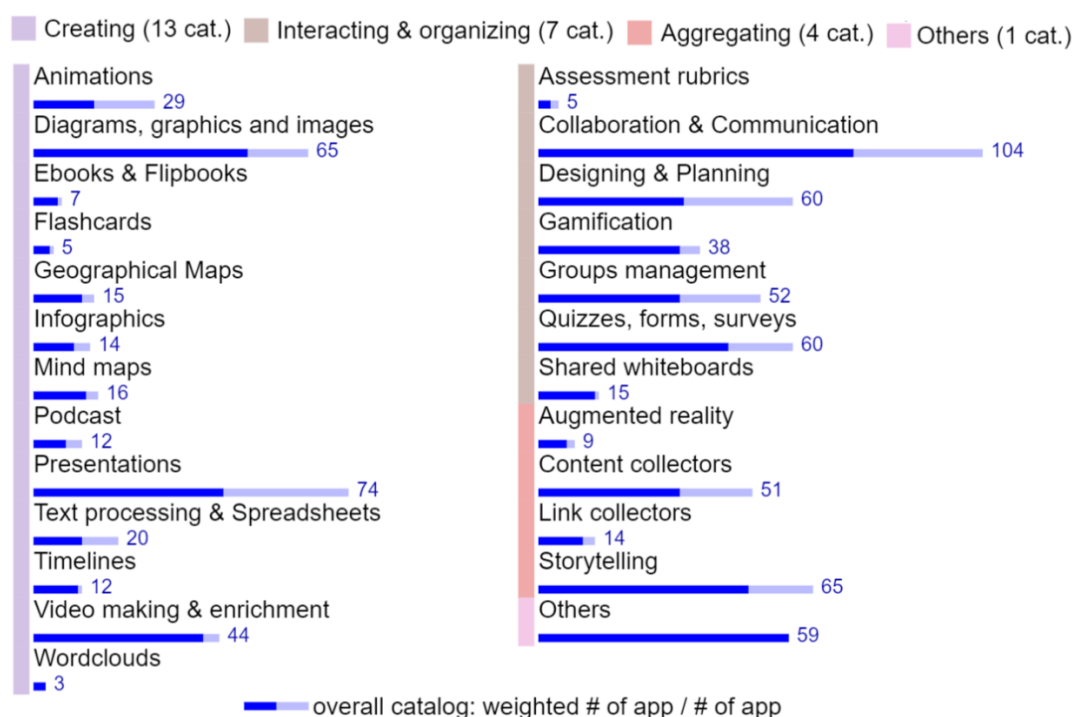 Creating (13 cat.)
Interacting & organizing (7 cat.)
Aggregating (4 cat.)
Others (1 cat.)
Animations
29
Diagrams, graphics and images
65
Ebooks & Flipbooks
7
Flashcards
5
Geographical Maps
15
Infographics
14
Mind maps
16
Podcast
12
Presentations
74
Text processing & Spreadsheets
20
Timelines
12
Video making & enrichment
44
Wordclouds
3
Assessment rubrics
5
Collaboration & Communication
104
Designing & Planning
60
Gamification
38
Groups management
52
Quizzes, forms, surveys
60
Shared whiteboards
15
Augmented reality
9
Content collectors
51
Link collectors
14
Storytelling
65
Others
59
overall catalog: weighted # of app / # of app